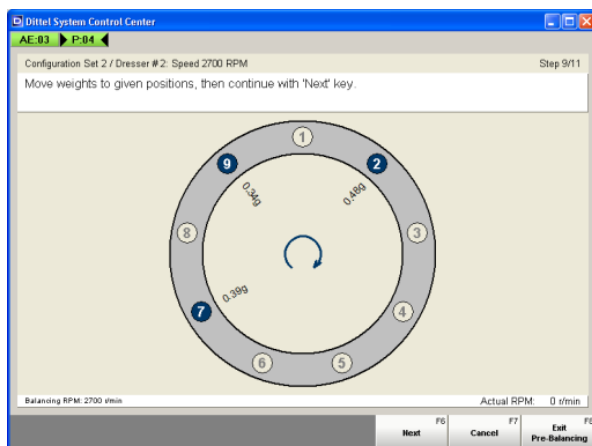 Dittel System Control Center
AE:03 P:04
Configuration Set 2 / Dresser #2: Speed 2700 RPM Step 9/11
Move weights to given positions, then continue with 'Next' key.
1
9 2
0.34g 0.48g
8 3
0.39g
7 4
6 5
Balancing RPM: 2700 r/min Actual RPM: 0 r/min
F6 F7 F8
Next Cancel Exit
Pre-Balancing